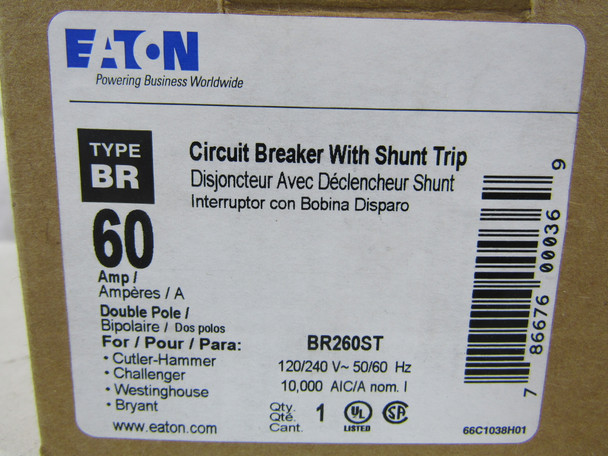 EATON
Powering Business Worldwide
TYPE
BR
Circuit Breaker With Shunt Trip
Disjoncteur Avec Déclencheur Shunt
Interruptor con Bobina Disparo
60
Amp /
Ampères / A
Double Pole /
Bipolaire / Dos polos
For / Pour / Para:
• Cutler-Hammer
• Challenger
• Westinghouse
• Bryant
www.eaton.com
BR260ST
120/240 V~ 50/60 Hz
10,000 AIC/A nom. I
Qty.
Qté.
Cant.
1
UL
LISTED
SA
7 86676 00036 9
66C1038H01